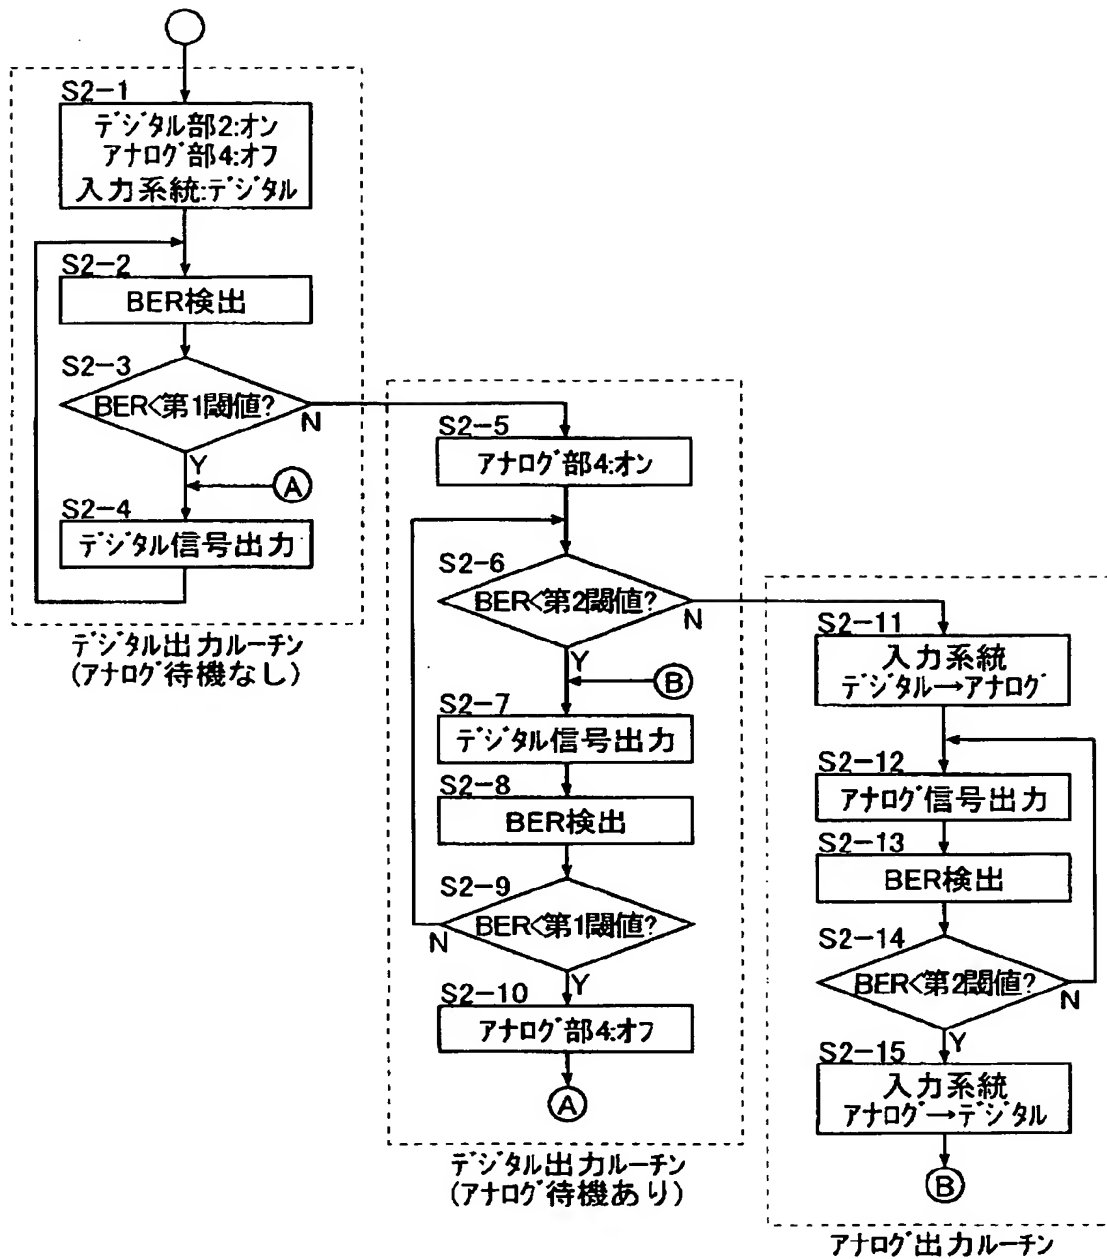 S2-1
デジタル部2:オン
アナログ部4:オフ
入力系統:デジタル
S2-2
BER検出
S2-3
BER<第1閾値?
N
Y
A
S2-4
デジタル信号出力
デジタル出力ルーチン
(アナログ待機なし)
S2-5
アナログ部4:オン
S2-6
BER<第2閾値?
N
Y
B
S2-7
デジタル信号出力
S2-8
BER検出
S2-9
BER<第1閾値?
N
Y
S2-10
アナログ部4:オフ
A
デジタル出力ルーチン
(アナログ待機あり)
S2-11
入力系統
デジタル→アナログ
S2-12
アナログ信号出力
S2-13
BER検出
S2-14
BER<第2閾値?
N
Y
S2-15
入力系統
アナログ→デジタル
B
アナログ出力ルーチン